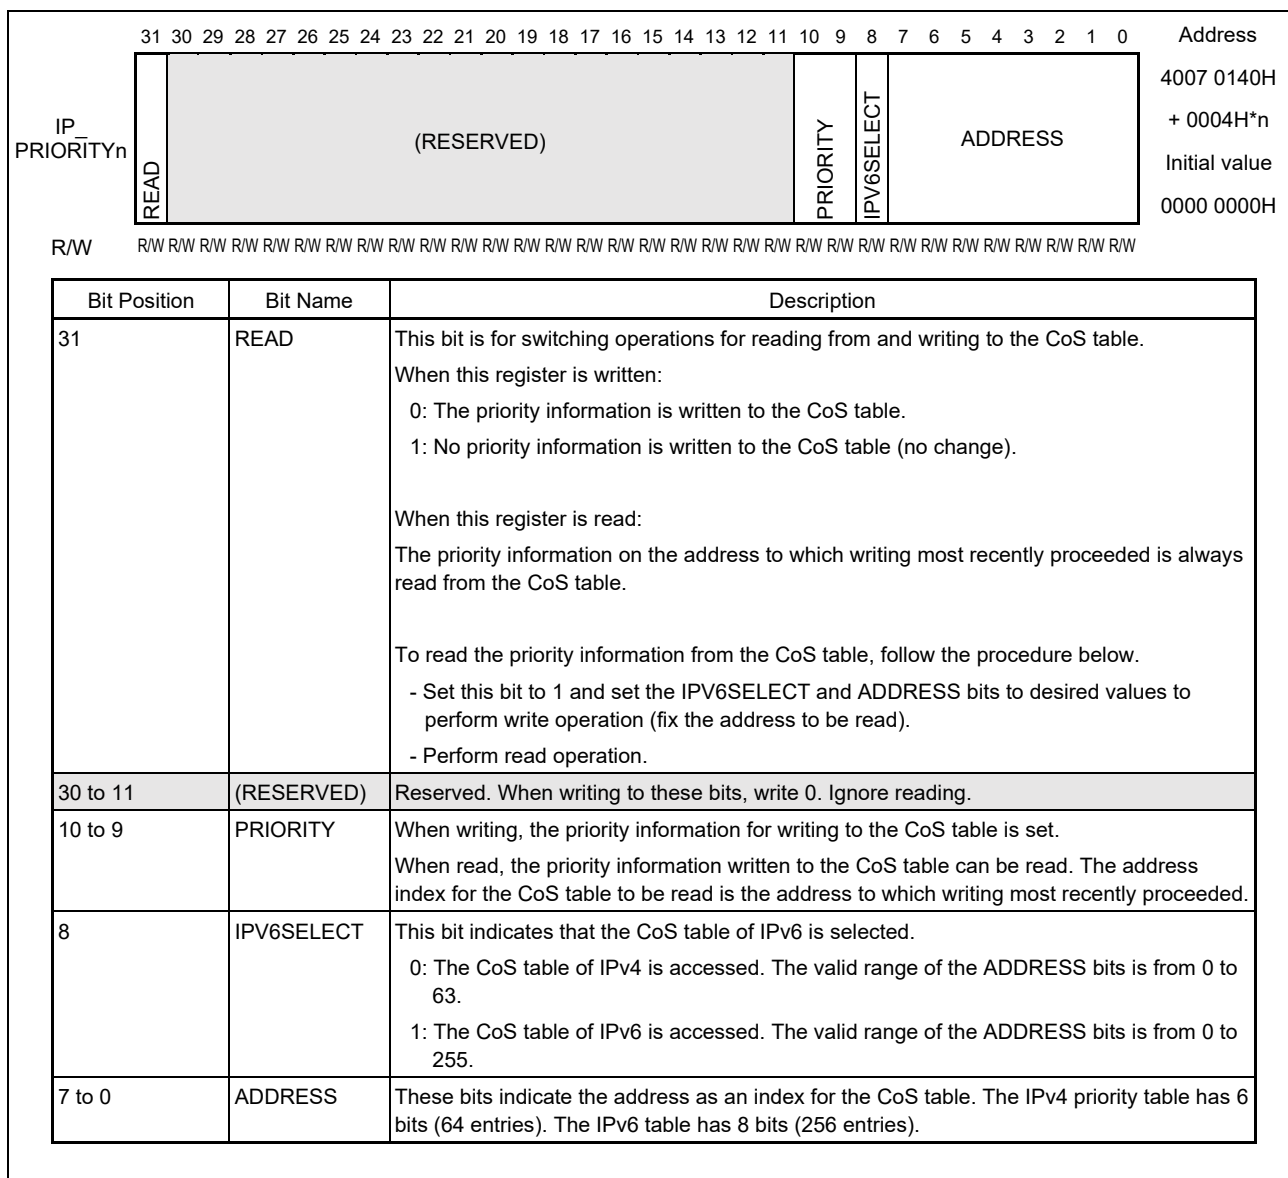 31 30 29 28 27 26 25 24 23 22 21 20 19 18 17 16 15 14 13 12 11 10 9 8 7 6 5 4 3 2 1 0 Address
4007 0140H
+ 0004H*n
Initial value
0000 0000H
IP_
PRIORITYn
READ
(RESERVED)
PRIORITY
IPV6SELECT
ADDRESS
R/W R/W R/W R/W R/W R/W R/W R/W R/W R/W R/W R/W R/W R/W R/W R/W R/W R/W R/W R/W R/W R/W R/W R/W R/W R/W R/W R/W R/W R/W R/W R/W R/W
Bit Position Bit Name Description
31 READ This bit is for switching operations for reading from and writing to the CoS table.
When this register is written:
0: The priority information is written to the CoS table.
1: No priority information is written to the CoS table (no change).
When this register is read:
The priority information on the address to which writing most recently proceeded is always
read from the CoS table.
To read the priority information from the CoS table, follow the procedure below.
- Set this bit to 1 and set the IPV6SELECT and ADDRESS bits to desired values to
perform write operation (fix the address to be read).
- Perform read operation.
30 to 11 (RESERVED) Reserved. When writing to these bits, write 0. Ignore reading.
10 to 9 PRIORITY When writing, the priority information for writing to the CoS table is set.
When read, the priority information written to the CoS table can be read. The address
index for the CoS table to be read is the address to which writing most recently proceeded.
8 IPV6SELECT This bit indicates that the CoS table of IPv6 is selected.
0: The CoS table of IPv4 is accessed. The valid range of the ADDRESS bits is from 0 to
63.
1: The CoS table of IPv6 is accessed. The valid range of the ADDRESS bits is from 0 to
255.
7 to 0 ADDRESS These bits indicate the address as an index for the CoS table. The IPv4 priority table has 6
bits (64 entries). The IPv6 table has 8 bits (256 entries).